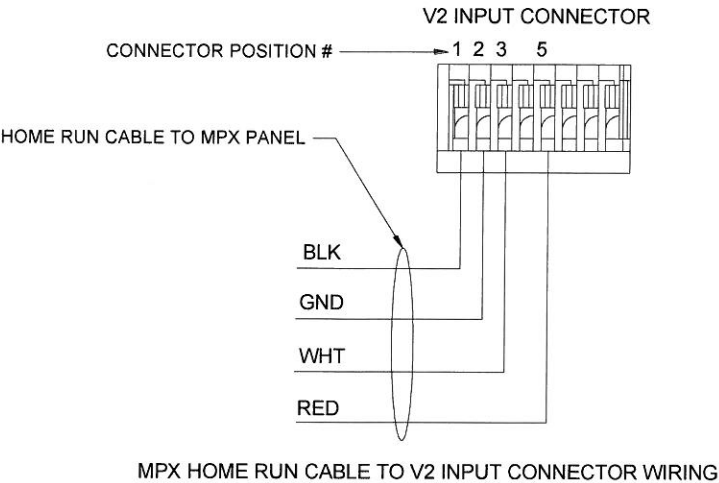 V2 INPUT CONNECTOR
CONNECTOR POSITION # 1 2 3 5
HOME RUN CABLE TO MPX PANEL
BLK
GND
WHT
RED
MPX HOME RUN CABLE TO V2 INPUT CONNECTOR WIRING